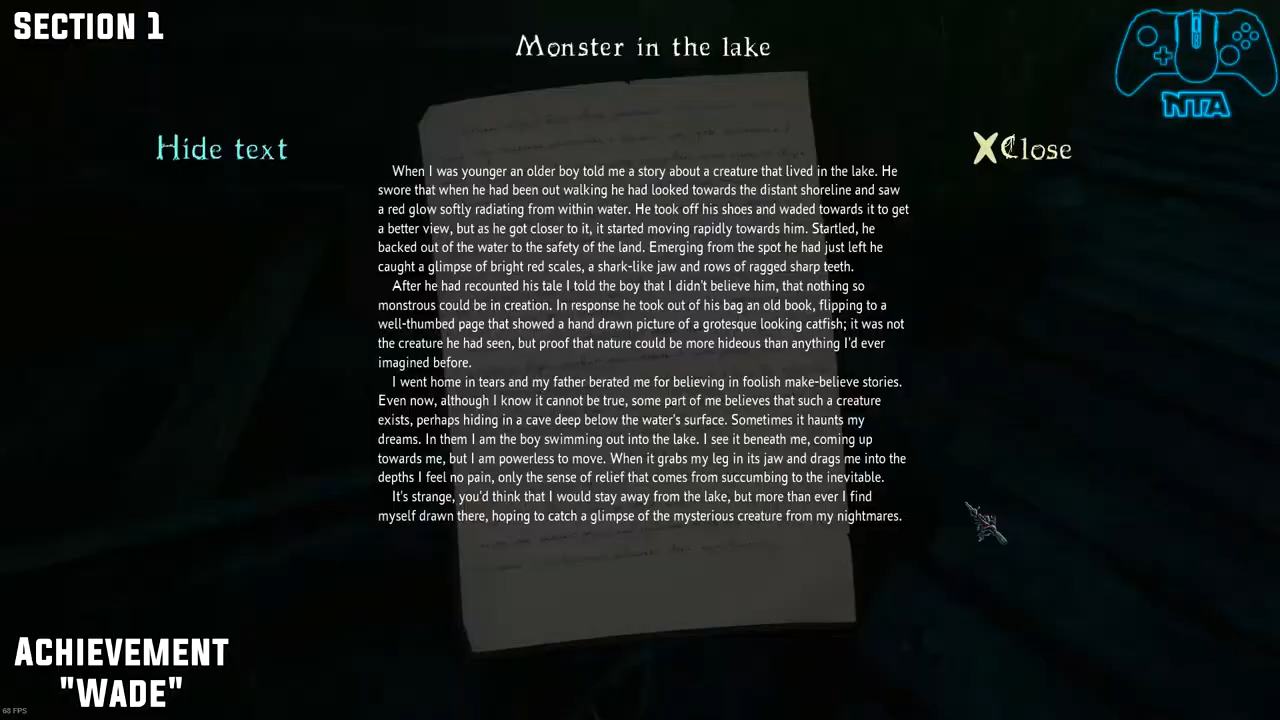 SECTION 1
Monster in the lake
NTA
Hide text
Close
When I was younger an older boy told me a story about a creature that lived in the lake. He
swore that when he had been out walking he had looked towards the distant shoreline and saw
a red glow softly radiating from within water. He took off his shoes and waded towards it to get
a better view, but as he got closer to it, it started moving rapidly towards him. Startled, he
backed out of the water to the safety of the land. Emerging from the spot he had just left he
caught a glimpse of bright red scales, a shark-like jaw and rows of ragged sharp teeth.
After he had recounted his tale I told the boy that I didn't believe him, that nothing so
monstrous could be in creation. In response he took out of his bag an old book, flipping to a
well-thumbed page that showed a hand drawn picture of a grotesque looking catfish; it was not
the creature he had seen, but proof that nature could be more hideous than anything I'd ever
imagined before.
I went home in tears and my father berated me for believing in foolish make-believe stories.
Even now, although I know it cannot be true, some part of me believes that such a creature
exists, perhaps hiding in a cave deep below the water's surface. Sometimes it haunts my
dreams. In them I am the boy swimming out into the lake. I see it beneath me, coming up
towards me, but I am powerless to move. When it grabs my leg in its jaw and drags me into the
depths I feel no pain, only the sense of relief that comes from succumbing to the inevitable.
It's strange, you'd think that I would stay away from the lake, but more than ever I find
myself drawn there, hoping to catch a glimpse of the mysterious creature from my nightmares.
ACHIEVEMENT
"WADE"
68 FPS